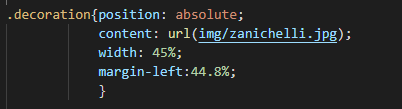 .decoration{position: absolute;
content: url(img/zanichelli.jpg);
width: 45%;
margin-left:44.8%;
}